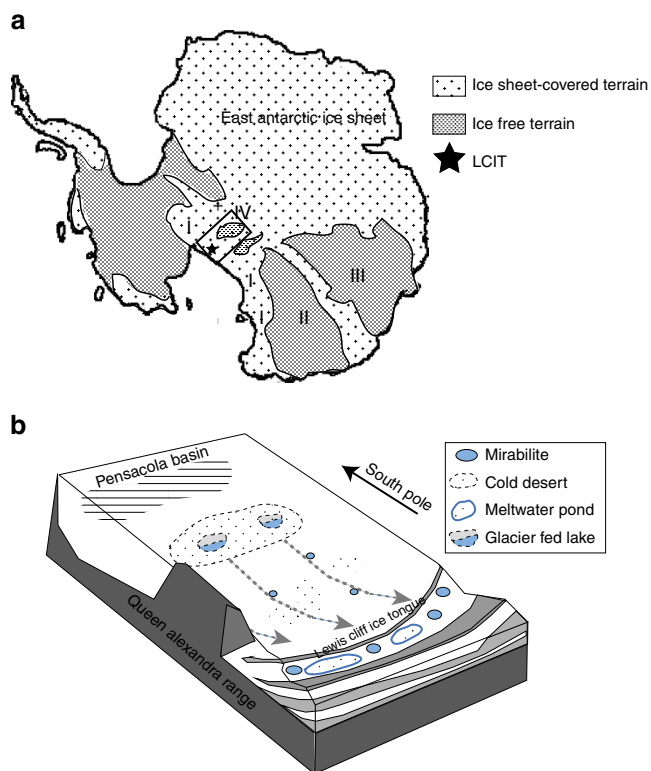 a
East antarctic ice sheet
Ice sheet-covered terrain
Ice free terrain
LCIT
IV
I
III
I
I
II
b
Pensacola basin
South pole
Mirabilite
Cold desert
Meltwater pond
Glacier fed lake
Lewis cliff ice tongue
Queen alexandra range